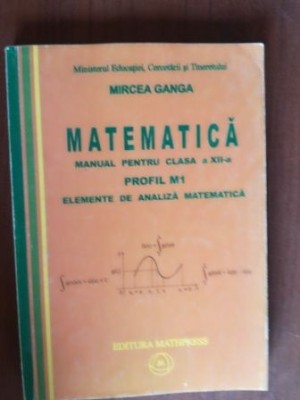 Ministerul Educației, Cercetării și Tineretului
MIRCEA GANGA
MATEMATICĂ
MANUAL PENTRU CLASA a XII-a
PROFIL M1
ELEMENTE DE ANALIZĂ MATEMATICĂ
EDITURA MATHPRESS